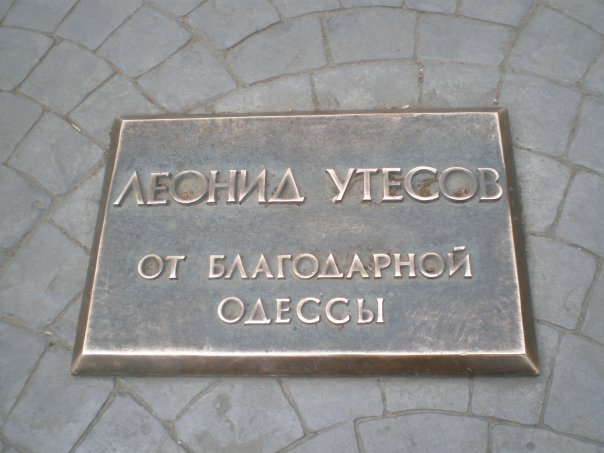 ЛЕОНИД УТЕСОВ
ОТ БЛАГОДАРНОЙ
ОДЕССЫ